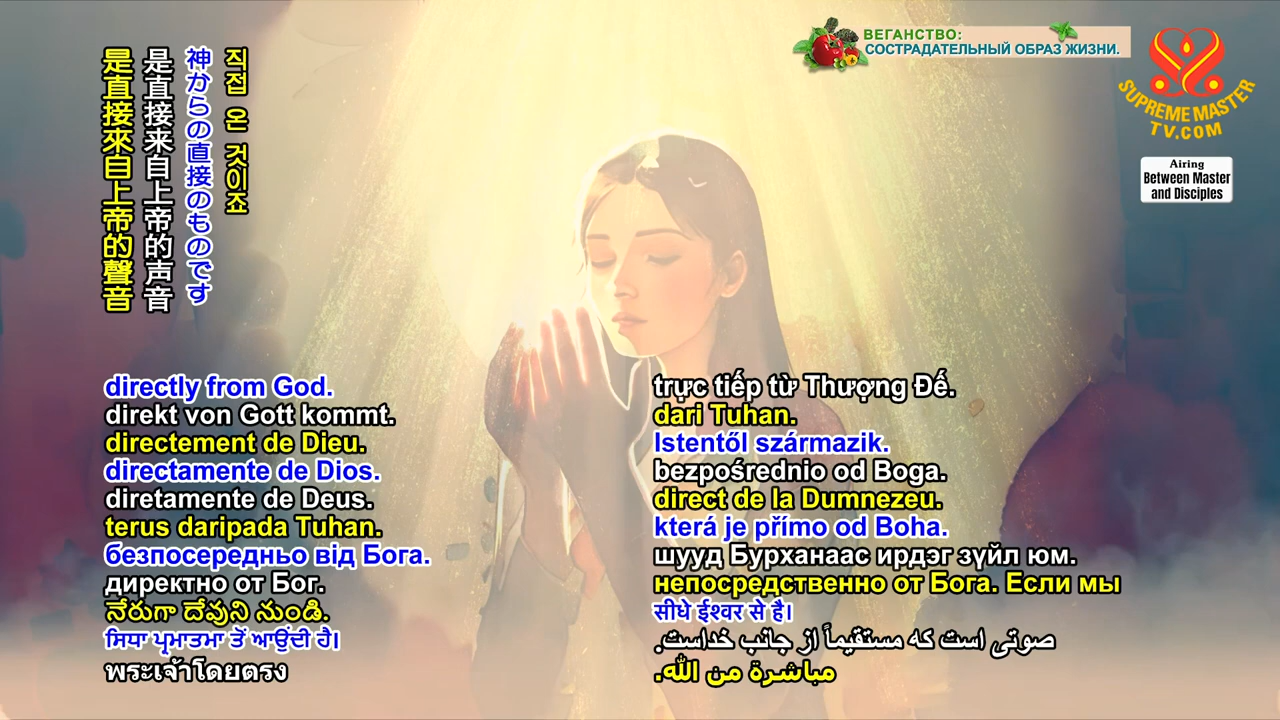 是直接來自上帝的聲音
是直接来自上帝的声音
神からの直接のものです
직접 온 것이죠
ВЕГАНСТВО:
СОСТРАДАТЕЛЬНЫЙ ОБРАЗ ЖИЗНИ.
SUPREME MASTER
TV.COM
Airing
Between Master
and Disciples
directly from God.
direkt von Gott kommt.
directement de Dieu.
directamente de Dios.
diretamente de Deus.
terus daripada Tuhan.
безпосередньо від Бога.
директно от Бог.
నేరుగా దేవుని నుండి.
ਸਿਧਾ ਪ੍ਰਮਾਤਮਾ ਤੋਂ ਆਉਂਦੀ ਹੈ।
พระเจ้าโดยตรง
trực tiếp từ Thượng Đế.
dari Tuhan.
Istentől származik.
bezpośrednio od Boga.
direct de la Dumnezeu.
která je přímo od Boha.
шууд Бурханаас ирдэг зүйл юм.
непосредственно от Бога. Если мы
सीधे ईश्वर से है।
صوتی است که مستقیماً از جانب خداست.
مباشرة من الله.